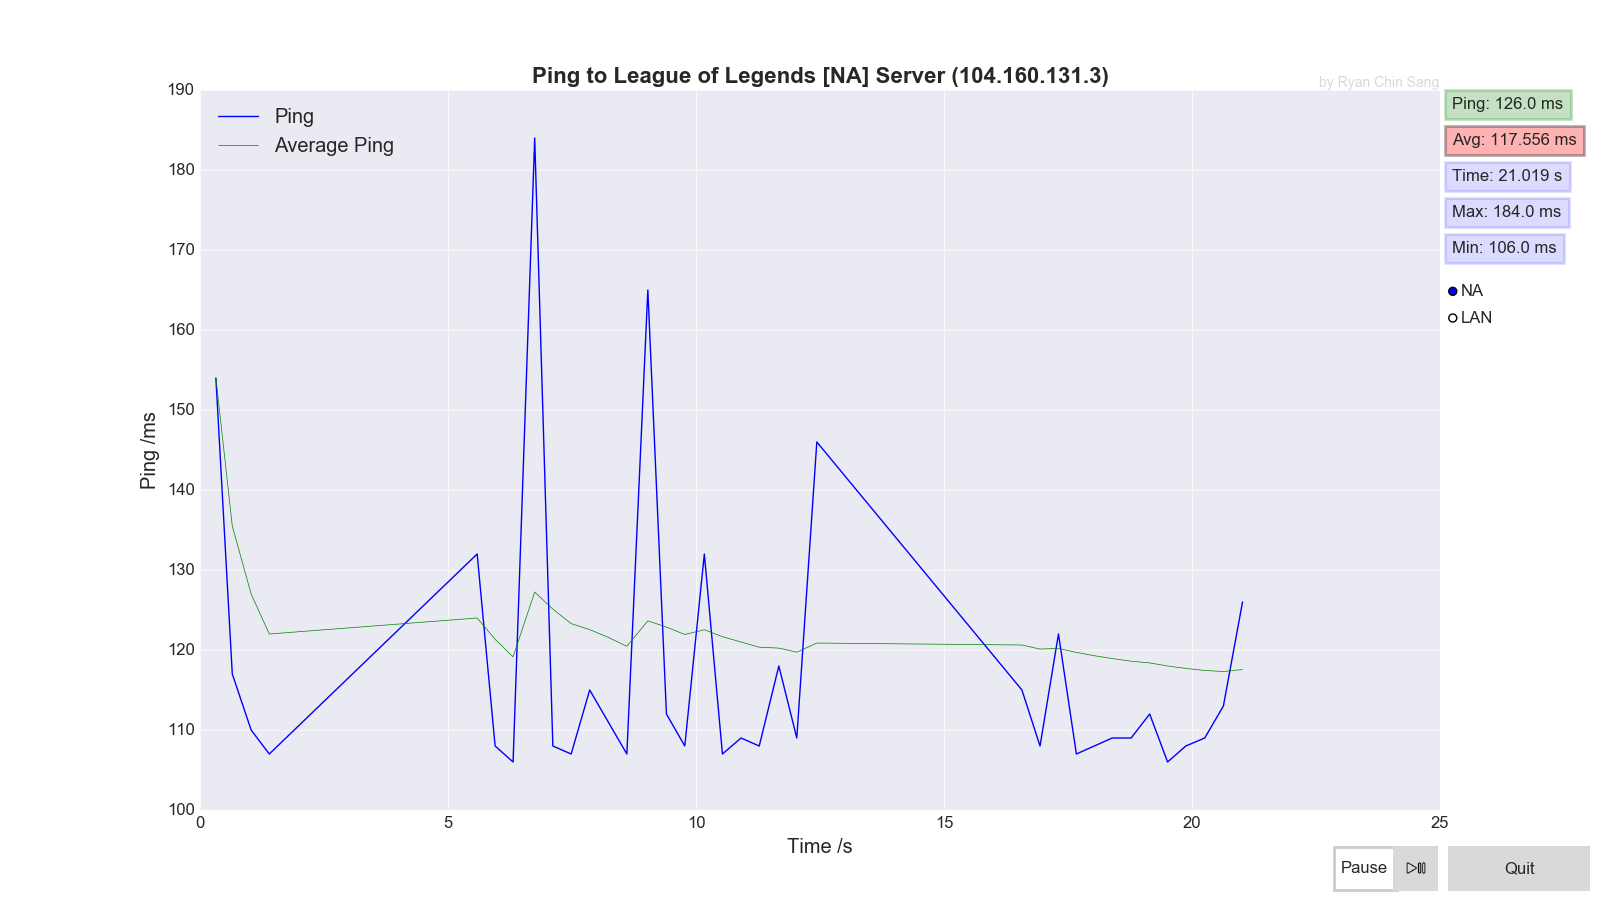 Ping to League of Legends [NA] Server (104.160.131.3)
by Ryan Chin Sang
190
180
170
160
150
140
130
120
110
100
Ping /ms
Ping
Average Ping
0
5
10
15
20
25
Time /s
Ping: 126.0 ms
Avg: 117.556 ms
Time: 21.019 s
Max: 184.0 ms
Min: 106.0 ms
NA
LAN
Pause
Quit